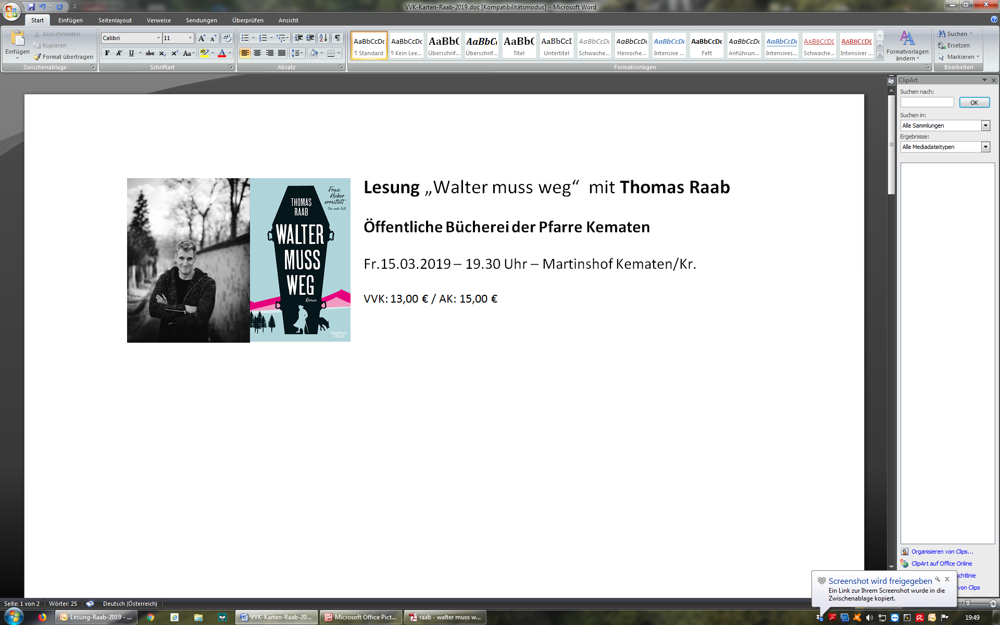 VVK-Karten-Raab-2019.doc [Kompatibilitätsmodus] - Microsoft Word
Start Einfügen Seitenlayout Verweise Sendungen Überprüfen Ansicht
Einfügen
Ausschneiden
Kopieren
Format übertragen
Zwischenablage
Calibri 11
F K U abc x₂ x² Aa
Schriftart
Absatz
AaBbCcDc AaBbCcDc AaBbC AaBbCc AaBbC AaBbCcI AaBbCcDc AaBbCcDc AaBbCcDc AaBbCcDc AaBbCcDc AaBbCcDc AABBCCDD AABBCCDD
¶ Standard ¶ Kein Lee... Überschrif... Überschrif... Titel Untertitel Schwache... Hervorhe... Intensive ... Fett Anführun... Intensives... Schwache... Intensiver ...
Formatvorlagen
Formatvorlagen
ändern
Suchen
Ersetzen
Markieren
Bearbeiten
ClipArt
Suchen nach:
OK
Suchen in:
Alle Sammlungen
Ergebnisse:
Alle Mediadateitypen
Frau
Huber
ermittelt
Der erste Fall
THOMAS
RAAB
WALTER
MUSS
WEG
Roman
Kiepenheuer
& Witsch
Lesung „Walter muss weg“ mit Thomas Raab
Öffentliche Bücherei der Pfarre Kematen
Fr.15.03.2019 – 19.30 Uhr – Martinshof Kematen/Kr.
VVK: 13,00 € / AK: 15,00 €
Organisieren von Clips...
ClipArt auf Office Online
ichtlinie
von Clips
Screenshot wird freigegeben
Ein Link zur Ihrem Screenshot wurde in die
Zwischenablage kopiert.
Seite: 1 von 2 Wörter: 25 Deutsch (Österreich)
Lesung-Raab-2019 - ... VVK-Karten-Raab-20... Microsoft Office Pict... raab - walter muss w... 19:49